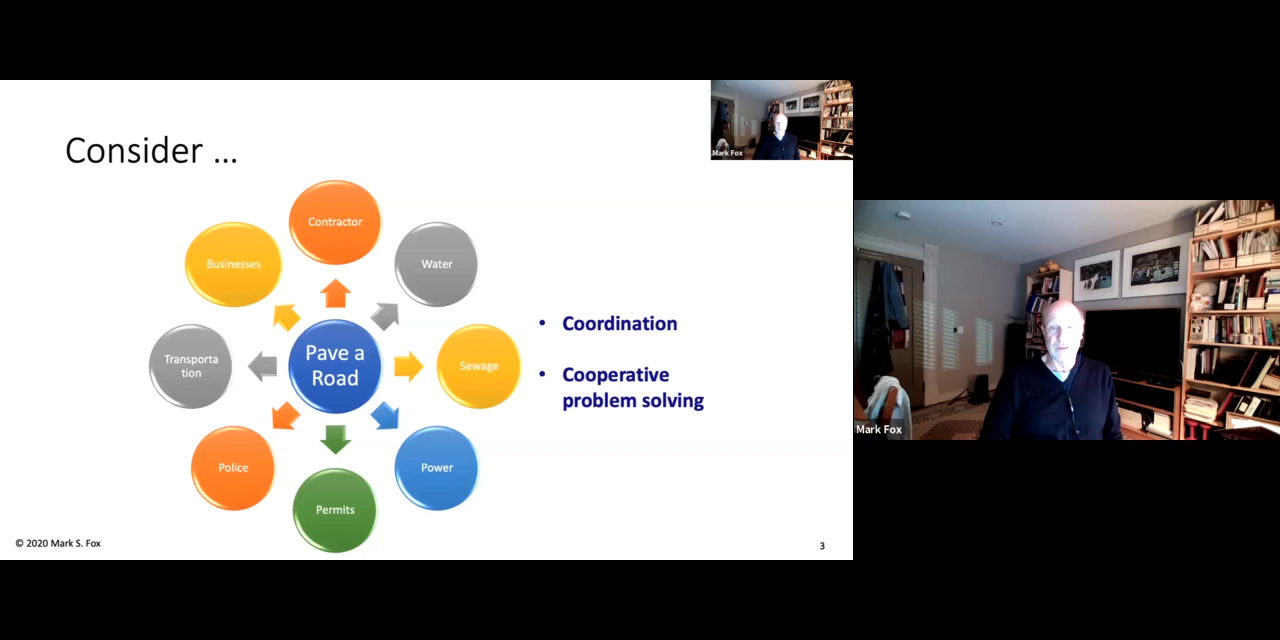 Consider ...
Mark Fox
Contractor
Businesses
Water
Transporta
tion
Pave a
Road
Sewage
Police
Power
Permits
• Coordination
• Cooperative
problem solving
© 2020 Mark S. Fox
3
Mark Fox